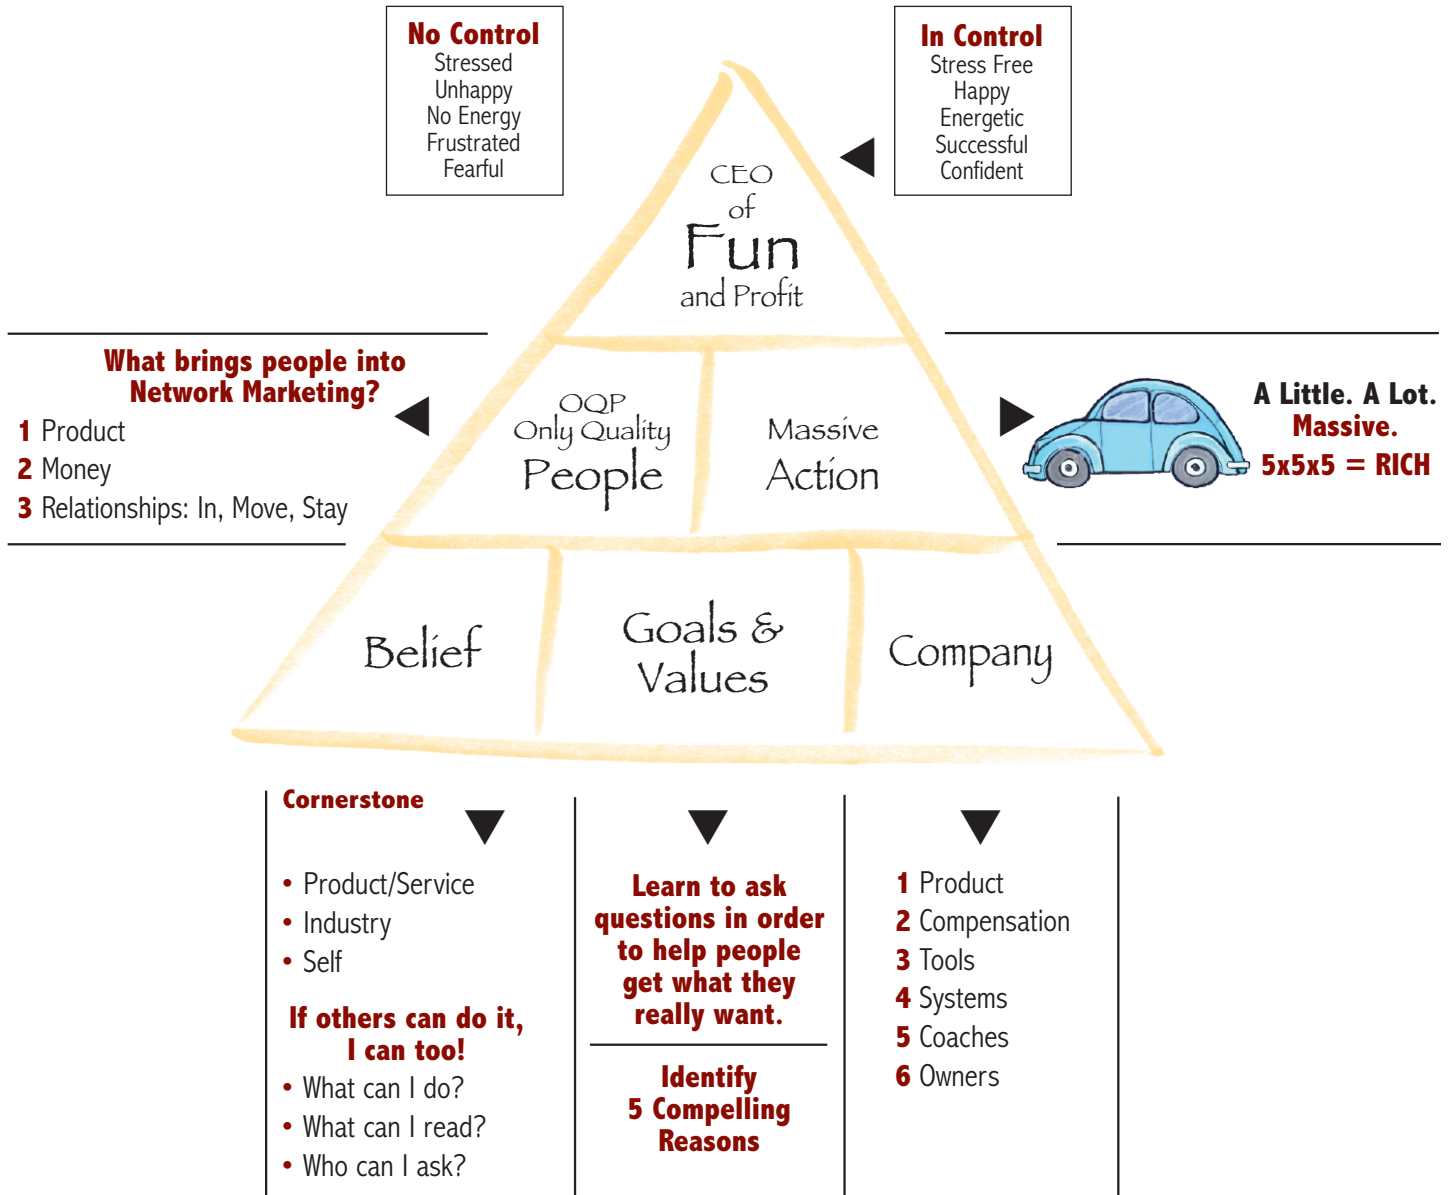 No Control
Stressed
Unhappy
No Energy
Frustrated
Fearful
In Control
Stress Free
Happy
Energetic
Successful
Confident
CEO
of
Fun
and Profit
What brings people into
Network Marketing?
1 Product
2 Money
3 Relationships: In, Move, Stay
OQP
Only Quality
People
Massive
Action
A Little. A Lot.
Massive.
5x5x5 = RICH
Belief
Goals &
Values
Company
Cornerstone
• Product/Service
• Industry
• Self
If others can do it,
I can too!
• What can I do?
• What can I read?
• Who can I ask?
Learn to ask
questions in order
to help people
get what they
really want.
Identify
5 Compelling
Reasons
1 Product
2 Compensation
3 Tools
4 Systems
5 Coaches
6 Owners